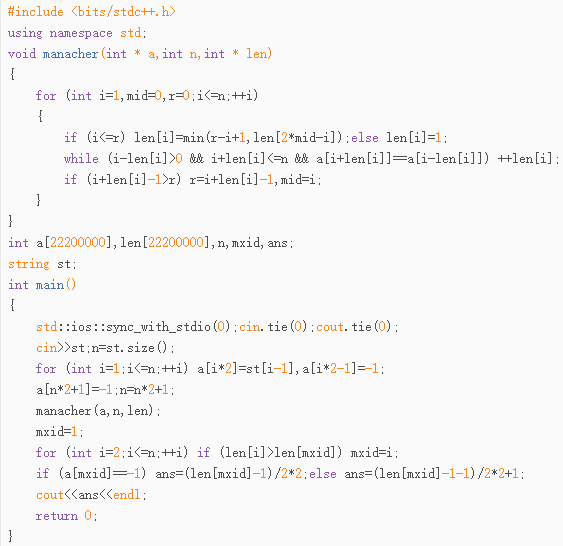 #include <bits/stdc++.h>
using namespace std;
void manacher(int * a,int n,int * len)
{
    for (int i=1,mid=0,r=0;i<=n;++i)
    {
        if (i<=r) len[i]=min(r-i+1,len[2*mid-i]);else len[i]=1;
        while (i-len[i]>0 && i+len[i]<=n && a[i+len[i]]==a[i-len[i]]) ++len[i];
        if (i+len[i]-1>r) r=i+len[i]-1,mid=i;
    }
}
int a[22200000],len[22200000],n,mxid,ans;
string st;
int main()
{
    std::ios::sync_with_stdio(0);cin.tie(0);cout.tie(0);
    cin>>st;n=st.size();
    for (int i=1;i<=n;++i) a[i*2]=st[i-1],a[i*2-1]=-1;
    a[n*2+1]=-1;n=n*2+1;
    manacher(a,n,len);
    mxid=1;
    for (int i=2;i<=n;++i) if (len[i]>len[mxid]) mxid=i;
    if (a[mxid]==-1) ans=(len[mxid]-1)/2*2;else ans=(len[mxid]-1-1)/2*2+1;
    cout<<ans<<endl;
    return 0;
}